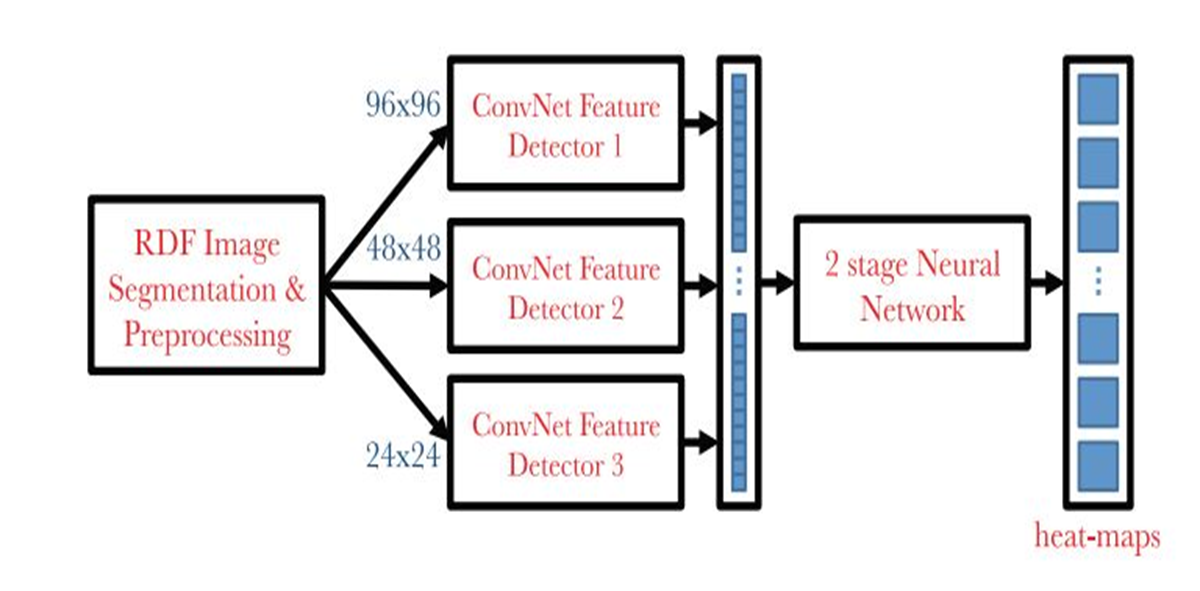 RDF Image
Segmentation &
Preprocessing
96x96
48x48
24x24
ConvNet Feature
Detector 1
ConvNet Feature
Detector 2
ConvNet Feature
Detector 3
2 stage Neural
Network
heat-maps